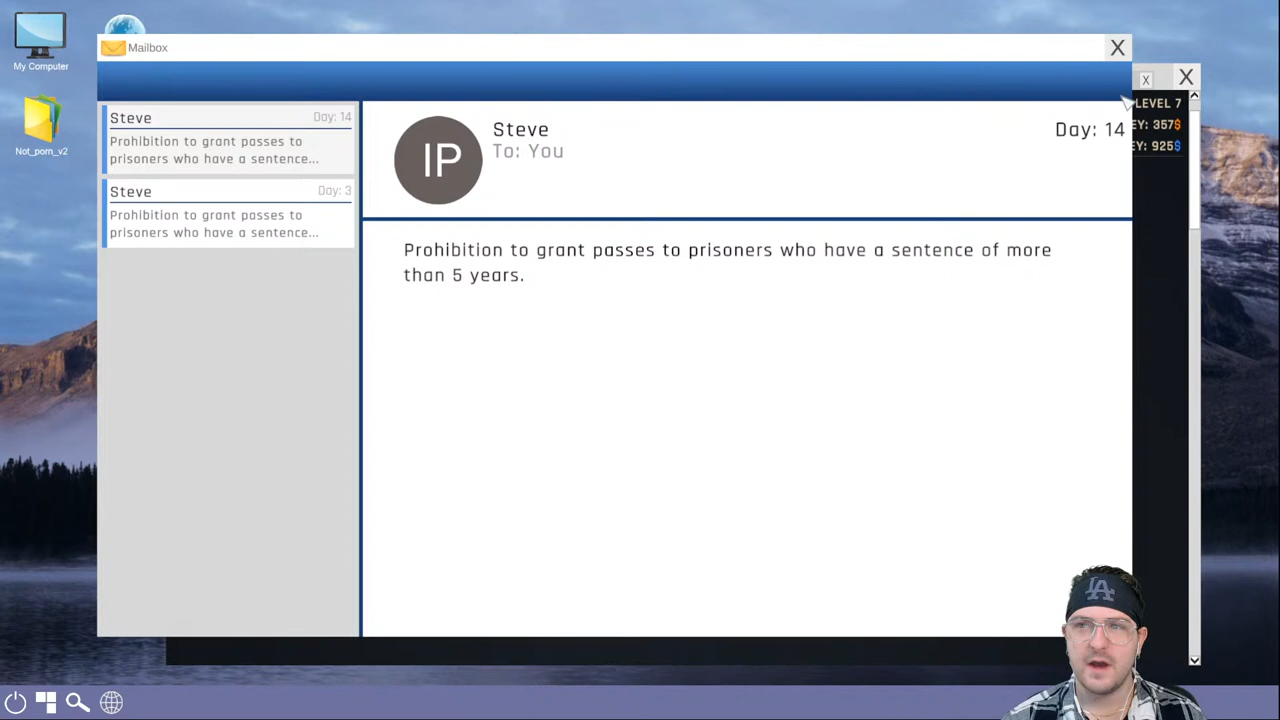 My Computer
Not_porn_v2
Mailbox
X
X
X
Steve
Day: 14
Prohibition to grant passes to
prisoners who have a sentence...
Steve
Day: 3
Prohibition to grant passes to
prisoners who have a sentence...
IP
Steve
To: You
Day: 14
LEVEL 7
EY: 357$
EY: 925$
Prohibition to grant passes to prisoners who have a sentence of more
than 5 years.
LA